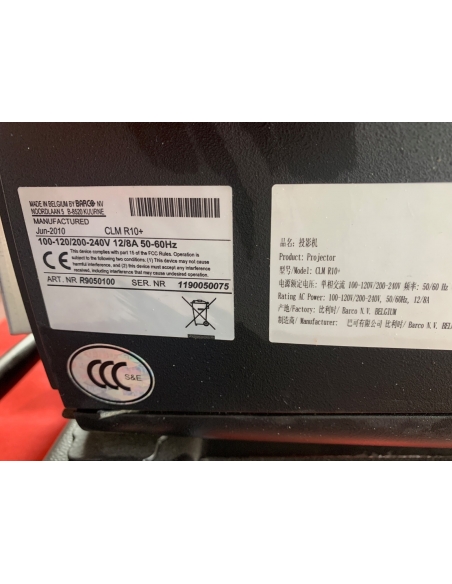 MADE IN BELGIUM BY BARCO NV
NOORDLAAN 5 B-8520 KUURNE
MANUFACTURED
Jun-2010 CLM R10+
100-120/200-240V 12/8A 50-60Hz
This device complies with part 15 of the FCC Rules. Operation is
subject to the following two conditions. (1) This device may not cause harmful
interference, and (2) this device must accept any interference
received, including interference that may cause undesired operation.
CE
ART. NR R9050100 SER. NR 1190050075
CCC S&E
品名: 投影机
Product: Projector
型号/Model: CLM R10+
电源额定电压: 单相交流 100-120V/200-240V 频率: 50/60 Hz
Rating AC Power: 100-120V/200-240V, 50/60Hz, 12/8A
产地/Factory: 比利时/ Barco N.V. BELGIUM
制造商/ Manufacturer: 巴可有限公司 比利时/ Barco N.V. BE